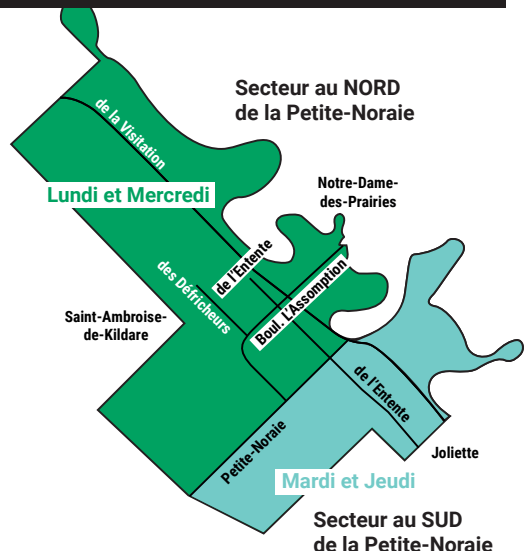 Secteur au NORD
de la Petite-Noraie
de la Visitation
Lundi et Mercredi
Notre-Dame-
des-Prairies
de l'Entente
des Défricheurs
Boul. L'Assomption
Saint-Ambroise-
de-Kildare
de l'Entente
Petite-Noraie
Joliette
Mardi et Jeudi
Secteur au SUD
de la Petite-Noraie